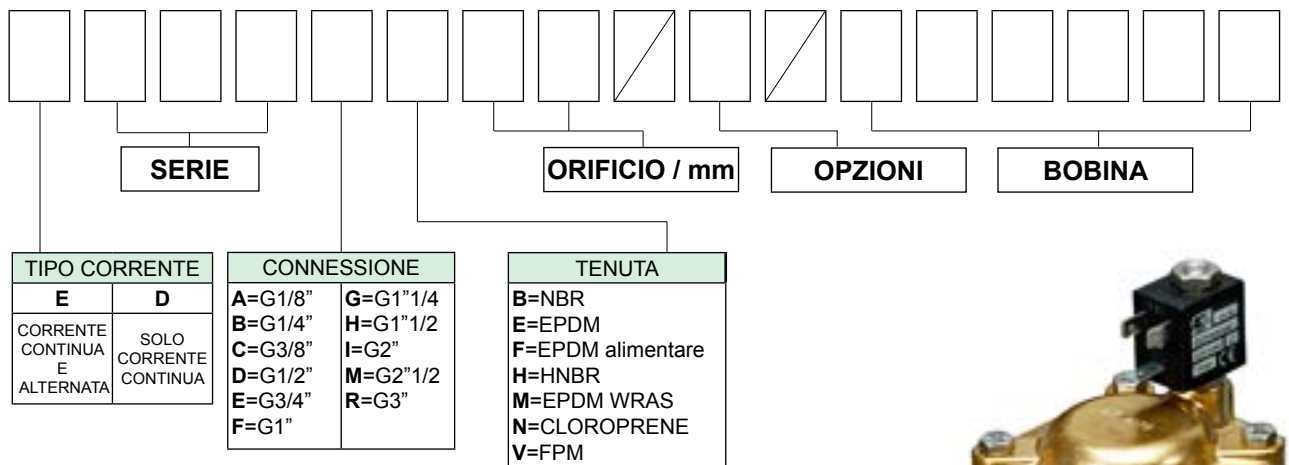 SERIE
ORIFICIO / mm
OPZIONI
BOBINA
TIPO CORRENTE
E
D
CORRENTE
CONTINUA
E
ALTERNATA
SOLO
CORRENTE
CONTINUA
CONNESSIONE
A=G1/8”
B=G1/4”
C=G3/8”
D=G1/2”
E=G3/4”
F=G1”
G=G1”1/4
H=G1”1/2
I=G2”
M=G2”1/2
R=G3”
TENUTA
B=NBR
E=EPDM
F=EPDM alimentare
H=HNBR
M=EPDM WRAS
N=CLOROPRENE
V=FPM